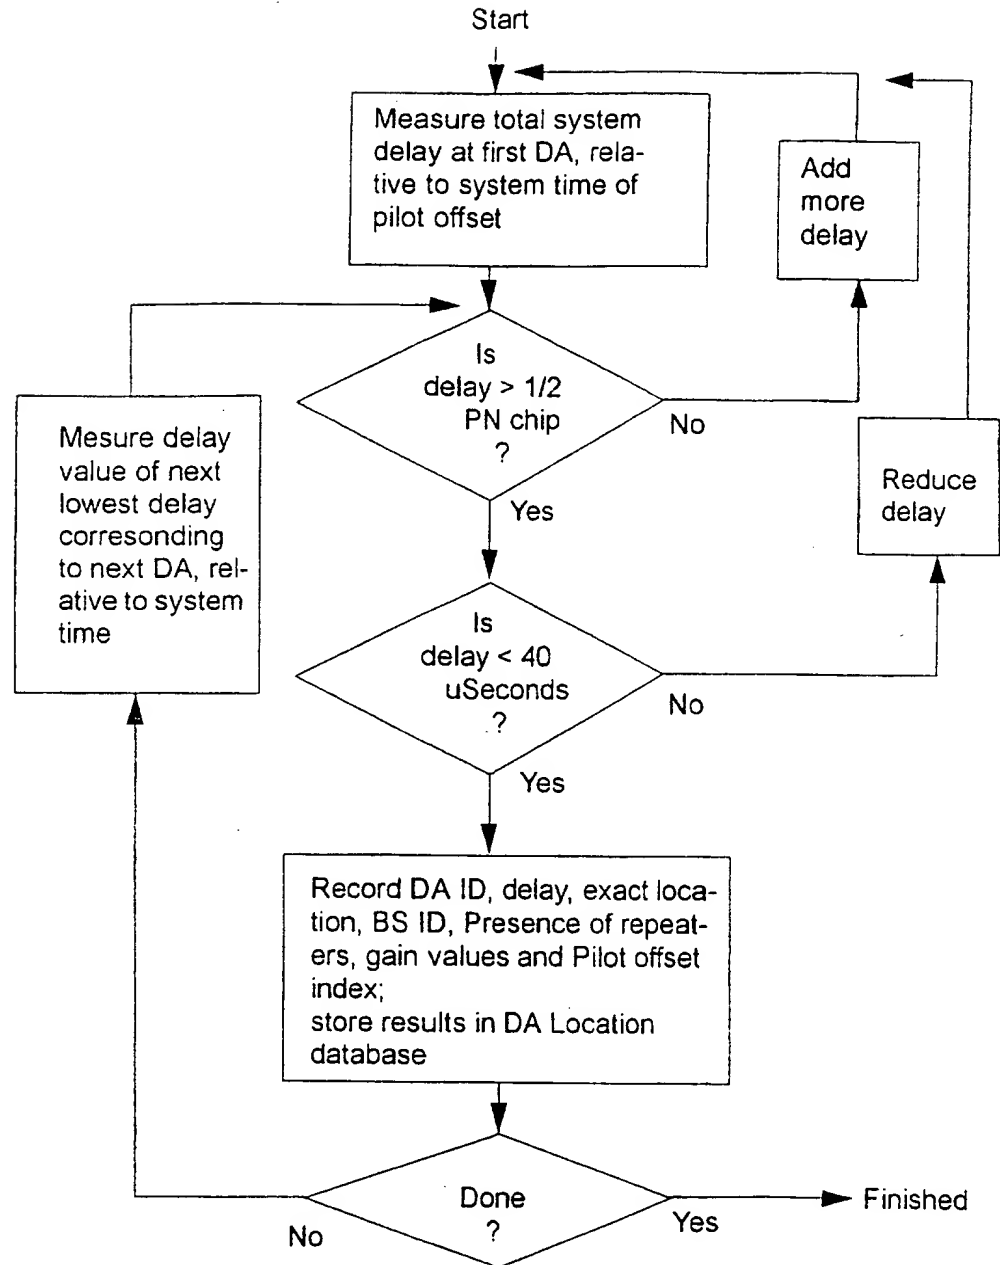 Start
Measure total system
delay at first DA, rela-
tive to system time of
pilot offset
Add
more
delay
Is
delay > 1/2
PN chip
?
No
Yes
Mesure delay
value of next
lowest delay
corresonding
to next DA, rel-
ative to system
time
Reduce
delay
Is
delay < 40
uSeconds
?
No
Yes
Record DA ID, delay, exact loca-
tion, BS ID, Presence of repeat-
ers, gain values and Pilot offset
index;
store results in DA Location
database
Done
?
No
Yes
Finished